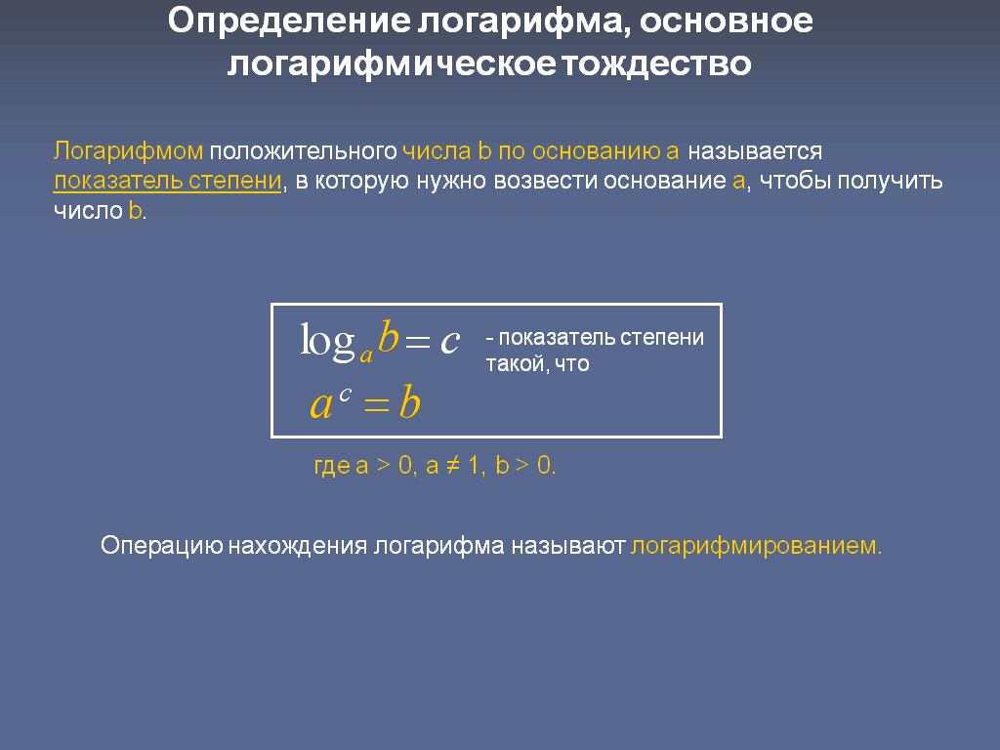 Определение логарифма, основное
логарифмическое тождество
Логарифмом положительного числа b по основанию a называется
показатель степени, в которую нужно возвести основание a, чтобы получить
число b.
log_a b = c - показатель степени
такой, что
a^c = b
где a > 0, a ≠ 1, b > 0.
Операцию нахождения логарифма называют логарифмированием.